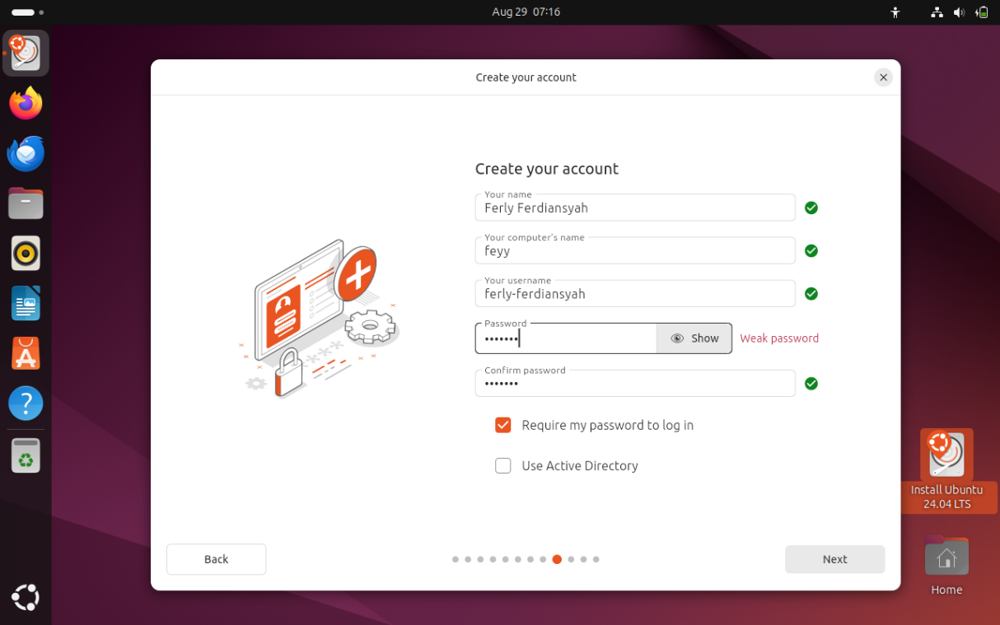 Aug 29 07:16
Create your account
Create your account
Your name
Ferly Ferdiansyah
Your computer's name
feyy
Your username
ferly-ferdiansyah
Password
••••••• Show Weak password
Confirm password
•••••••
Require my password to log in
Use Active Directory
Install Ubuntu
24.04 LTS
Back Next
Home